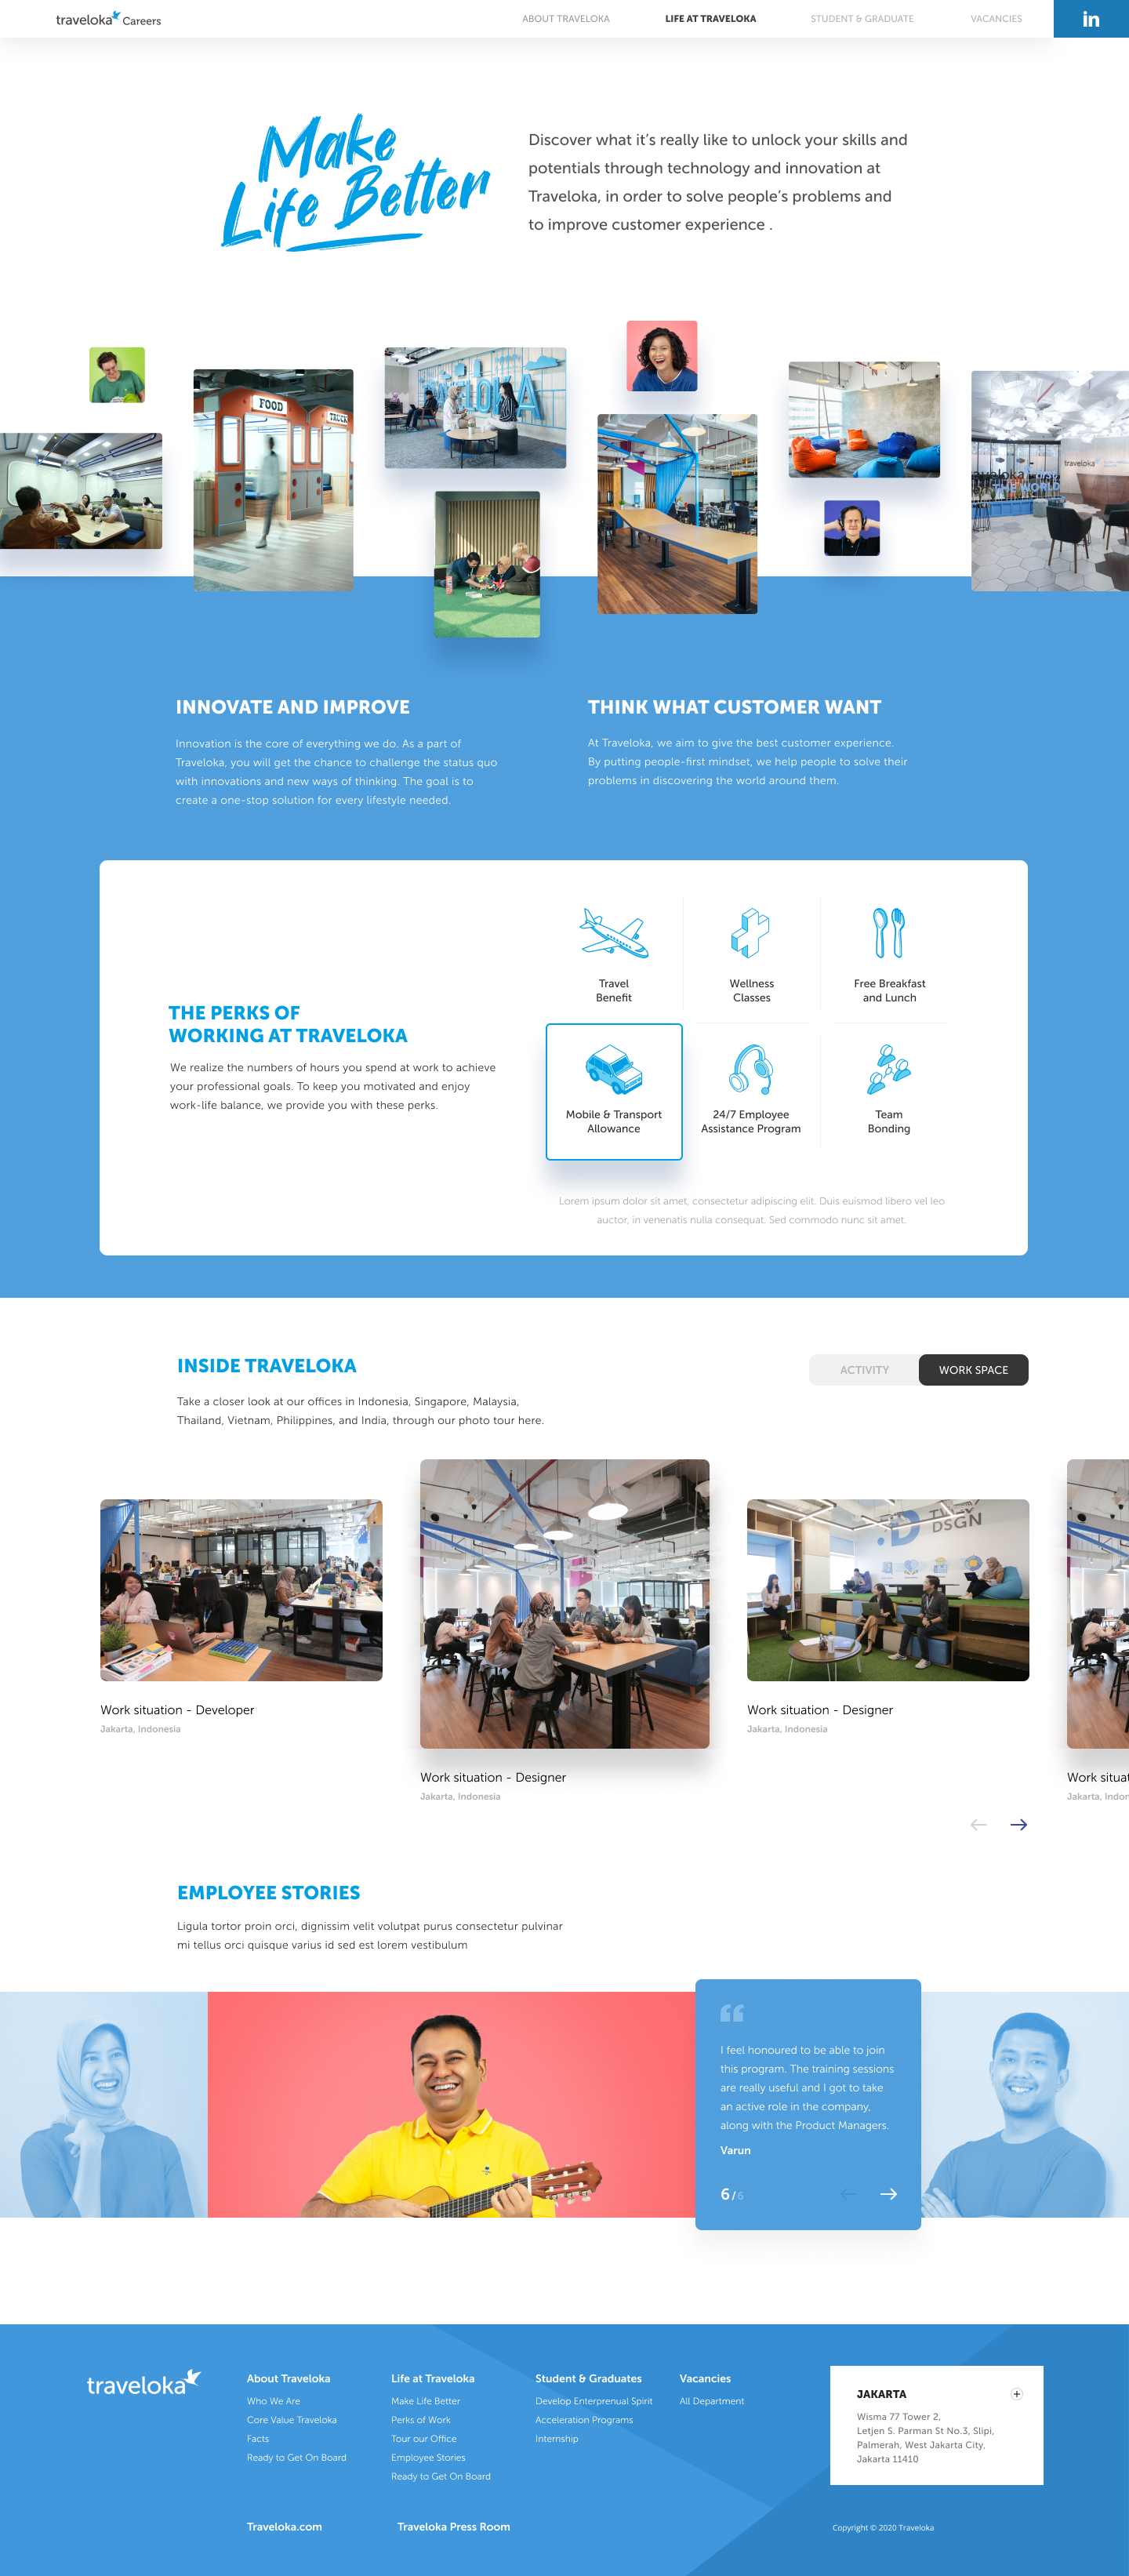 traveloka Careers
ABOUT TRAVELOKA
LIFE AT TRAVELOKA
STUDENT & GRADUATE
VACANCIES
in
Make
Life Better
Discover what it’s really like to unlock your skills and
potentials through technology and innovation at
Traveloka, in order to solve people’s problems and
to improve customer experience .
FOOD
TRUCK
traveloka
THE WORLD
INNOVATE AND IMPROVE
Innovation is the core of everything we do. As a part of
Traveloka, you will get the chance to challenge the status quo
with innovations and new ways of thinking. The goal is to
create a one-stop solution for every lifestyle needed.
THINK WHAT CUSTOMER WANT
At Traveloka, we aim to give the best customer experience.
By putting people-first mindset, we help people to solve their
problems in discovering the world around them.
THE PERKS OF
WORKING AT TRAVELOKA
We realize the numbers of hours you spend at work to achieve
your professional goals. To keep you motivated and enjoy
work-life balance, we provide you with these perks.
Travel
Benefit
Wellness
Classes
Free Breakfast
and Lunch
Mobile & Transport
Allowance
24/7 Employee
Assistance Program
Team
Bonding
Lorem ipsum dolor sit amet, consectetur adipiscing elit. Duis euismod libero vel leo
auctor, in venenatis nulla consequat. Sed commodo nunc sit amet.
INSIDE TRAVELOKA
Take a closer look at our offices in Indonesia, Singapore, Malaysia,
Thailand, Vietnam, Philippines, and India, through our photo tour here.
ACTIVITY
WORK SPACE
DSGN
Work situation - Developer
Jakarta, Indonesia
Work situation - Designer
Jakarta, Indonesia
Work situation - Designer
Jakarta, Indonesia
Work situat
Jakarta, Indon
EMPLOYEE STORIES
Ligula tortor proin orci, dignissim velit volutpat purus consectetur pulvinar
mi tellus orci quisque varius id sed est lorem vestibulum
“
I feel honoured to be able to join
this program. The training sessions
are really useful and I got to take
an active role in the company,
along with the Product Managers.
Varun
6/6
traveloka
About Traveloka
Who We Are
Core Value Traveloka
Facts
Ready to Get On Board
Life at Traveloka
Make Life Better
Perks of Work
Tour our Office
Employee Stories
Ready to Get On Board
Student & Graduates
Develop Enterprenual Spirit
Acceleration Programs
Internship
Vacancies
All Department
JAKARTA
Wisma 77 Tower 2,
Letjen S. Parman St No.3, Slipi,
Palmerah, West Jakarta City,
Jakarta 11410
Traveloka.com
Traveloka Press Room
Copyright © 2020 Traveloka